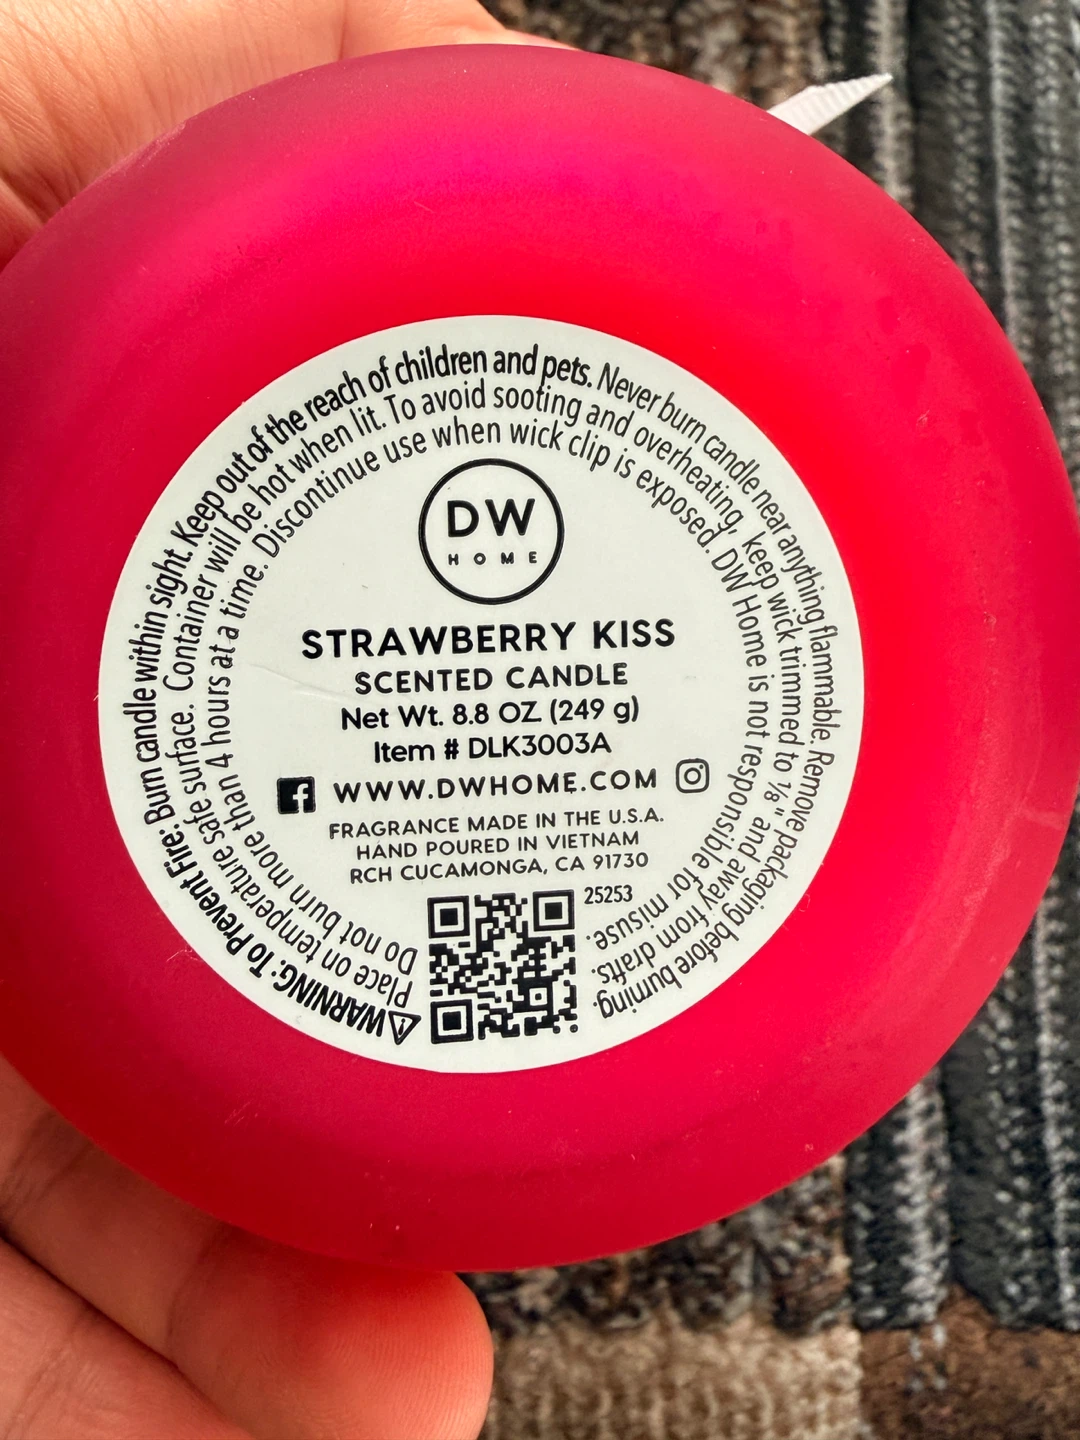 ⚠WARNING: To Prevent Fire: Burn candle within sight. Keep out of the reach of children and pets. Never burn candle near anything flammable. Remove packaging before burning.
Place on temperature safe surface. Container will be hot when lit. To avoid sooting and overheating, keep wick trimmed to 1/8" and away from drafts.
Do not burn more than 4 hours at a time. Discontinue use when wick clip is exposed. DW Home is not responsible for misuse.
DW
HOME
STRAWBERRY KISS
SCENTED CANDLE
Net Wt. 8.8 OZ (249 g)
Item # DLK3003A
WWW.DWHOME.COM
FRAGRANCE MADE IN THE U.S.A.
HAND POURED IN VIETNAM
RCH CUCAMONGA, CA 91730
25253